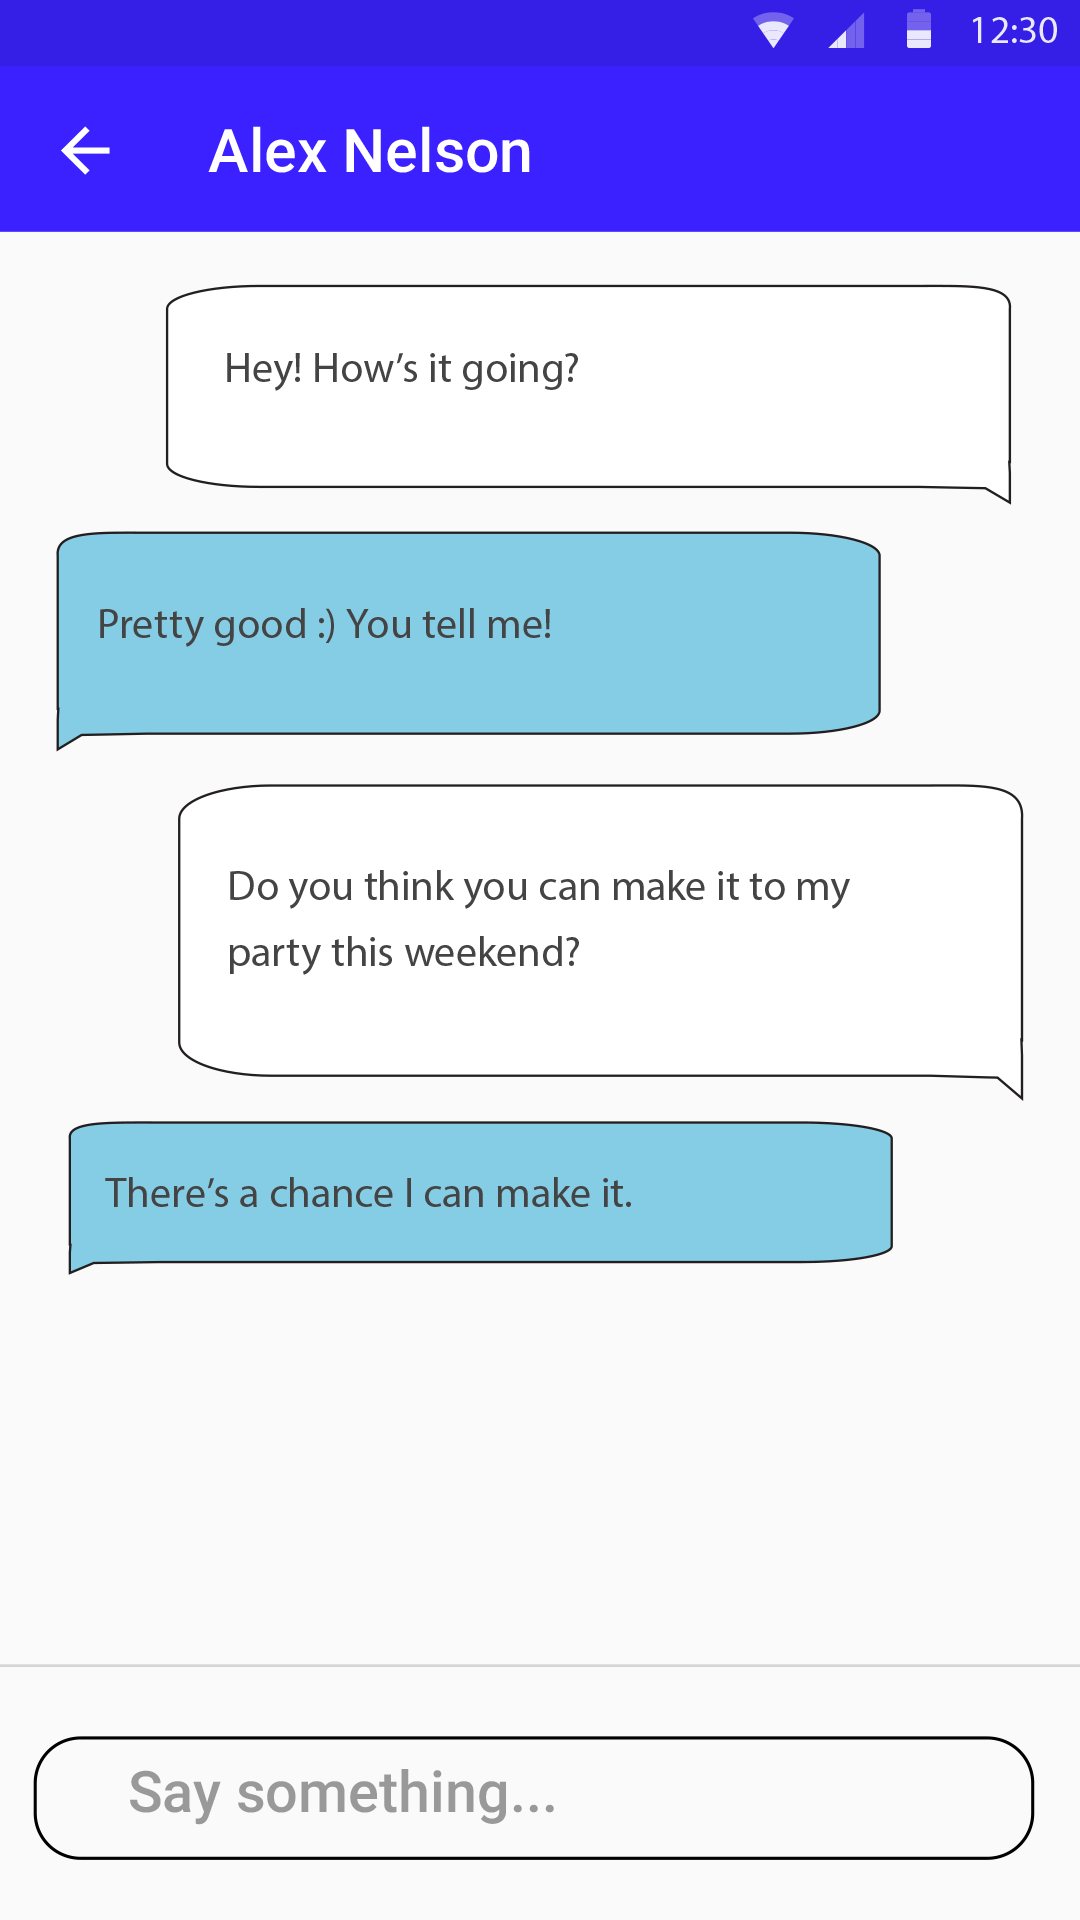 12:30
Alex Nelson
Hey! How’s it going?
Pretty good :) You tell me!
Do you think you can make it to my
party this weekend?
There’s a chance I can make it.
Say something...